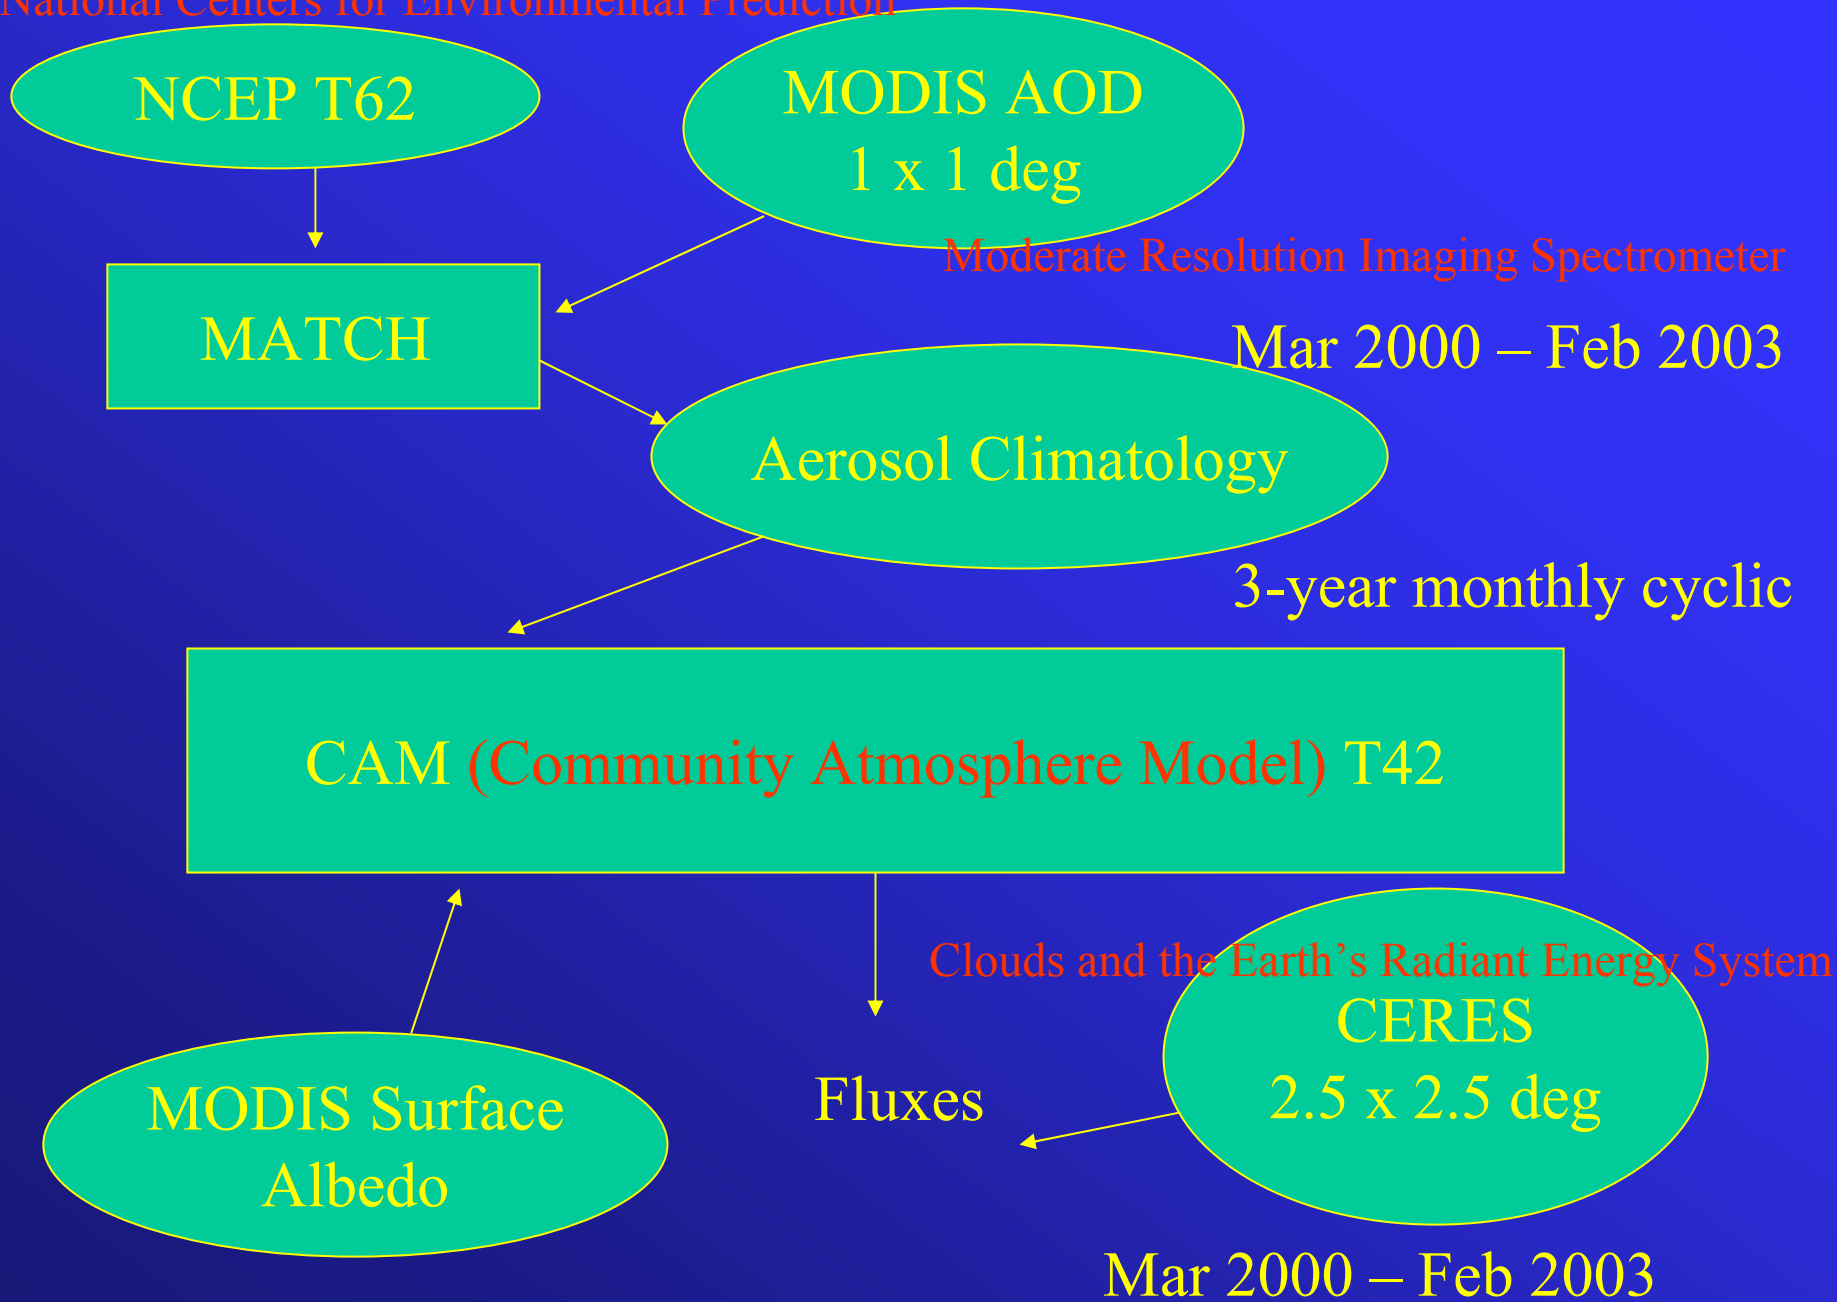 National Centers for Environmental Prediction
NCEP T62
MODIS AOD
1 x 1 deg
Moderate Resolution Imaging Spectrometer
MATCH
Mar 2000 – Feb 2003
Aerosol Climatology
3-year monthly cyclic
CAM (Community Atmosphere Model) T42
Clouds and the Earth’s Radiant Energy System
CERES
2.5 x 2.5 deg
Fluxes
MODIS Surface
Albedo
Mar 2000 – Feb 2003